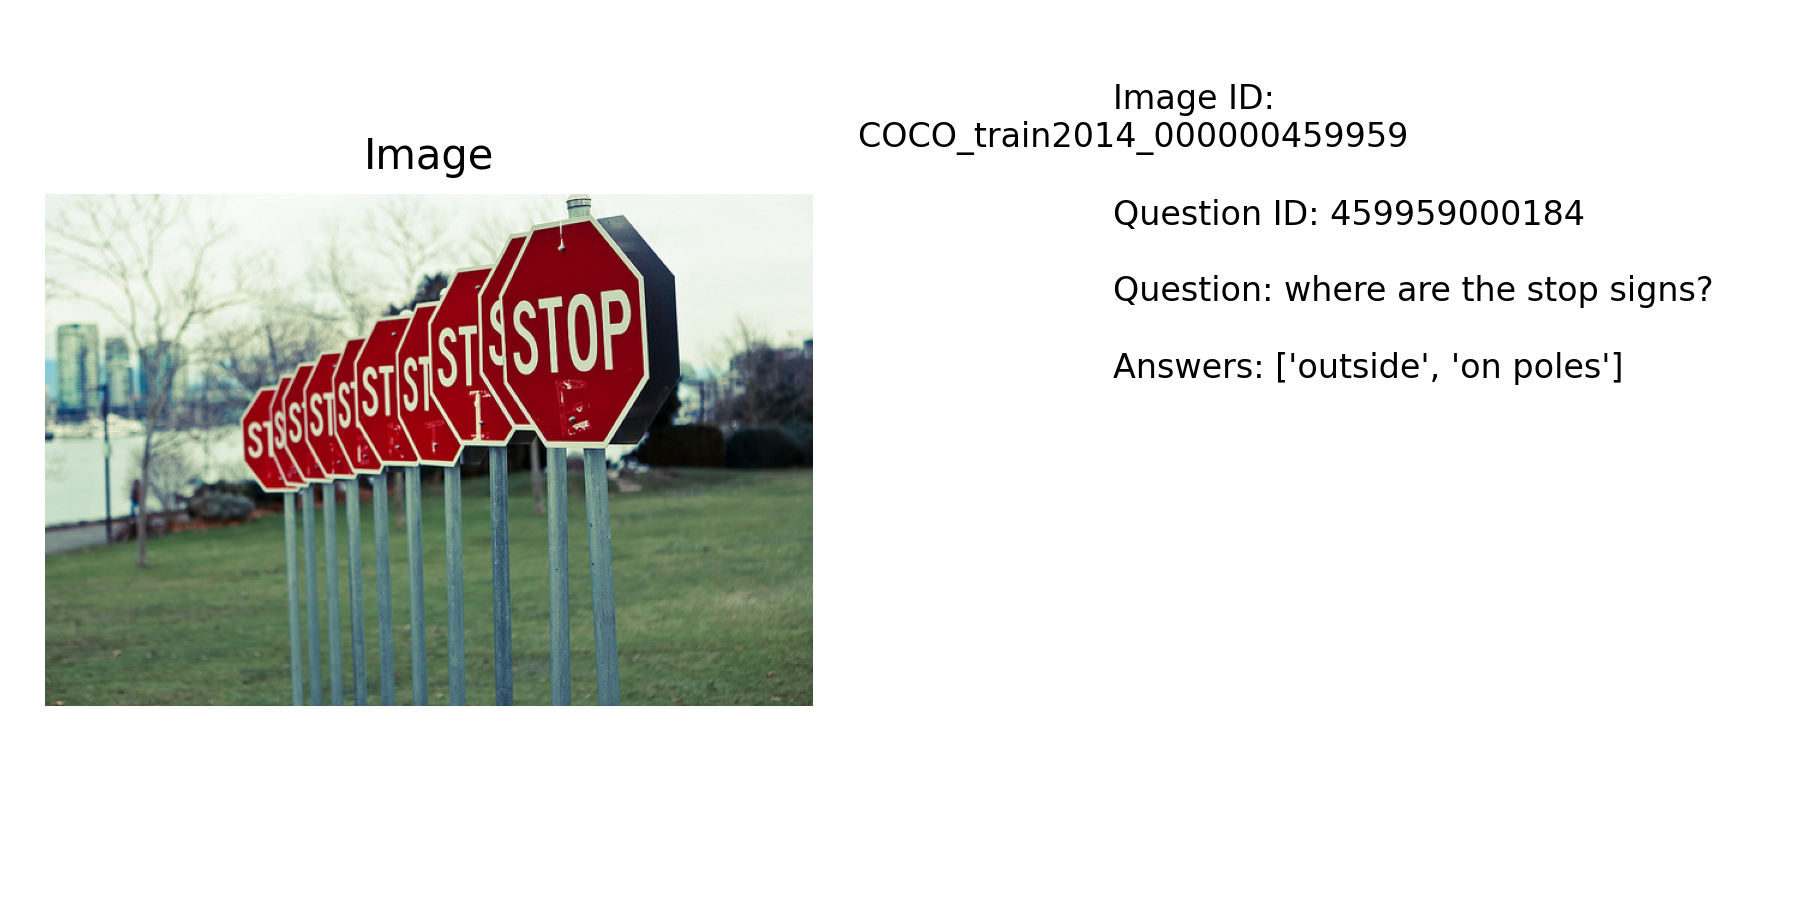 Image
ST
S
S
ST
ST
ST
ST
ST
S
STOP
Image ID:
COCO_train2014_000000459959
Question ID: 459959000184
Question: where are the stop signs?
Answers: ['outside', 'on poles']